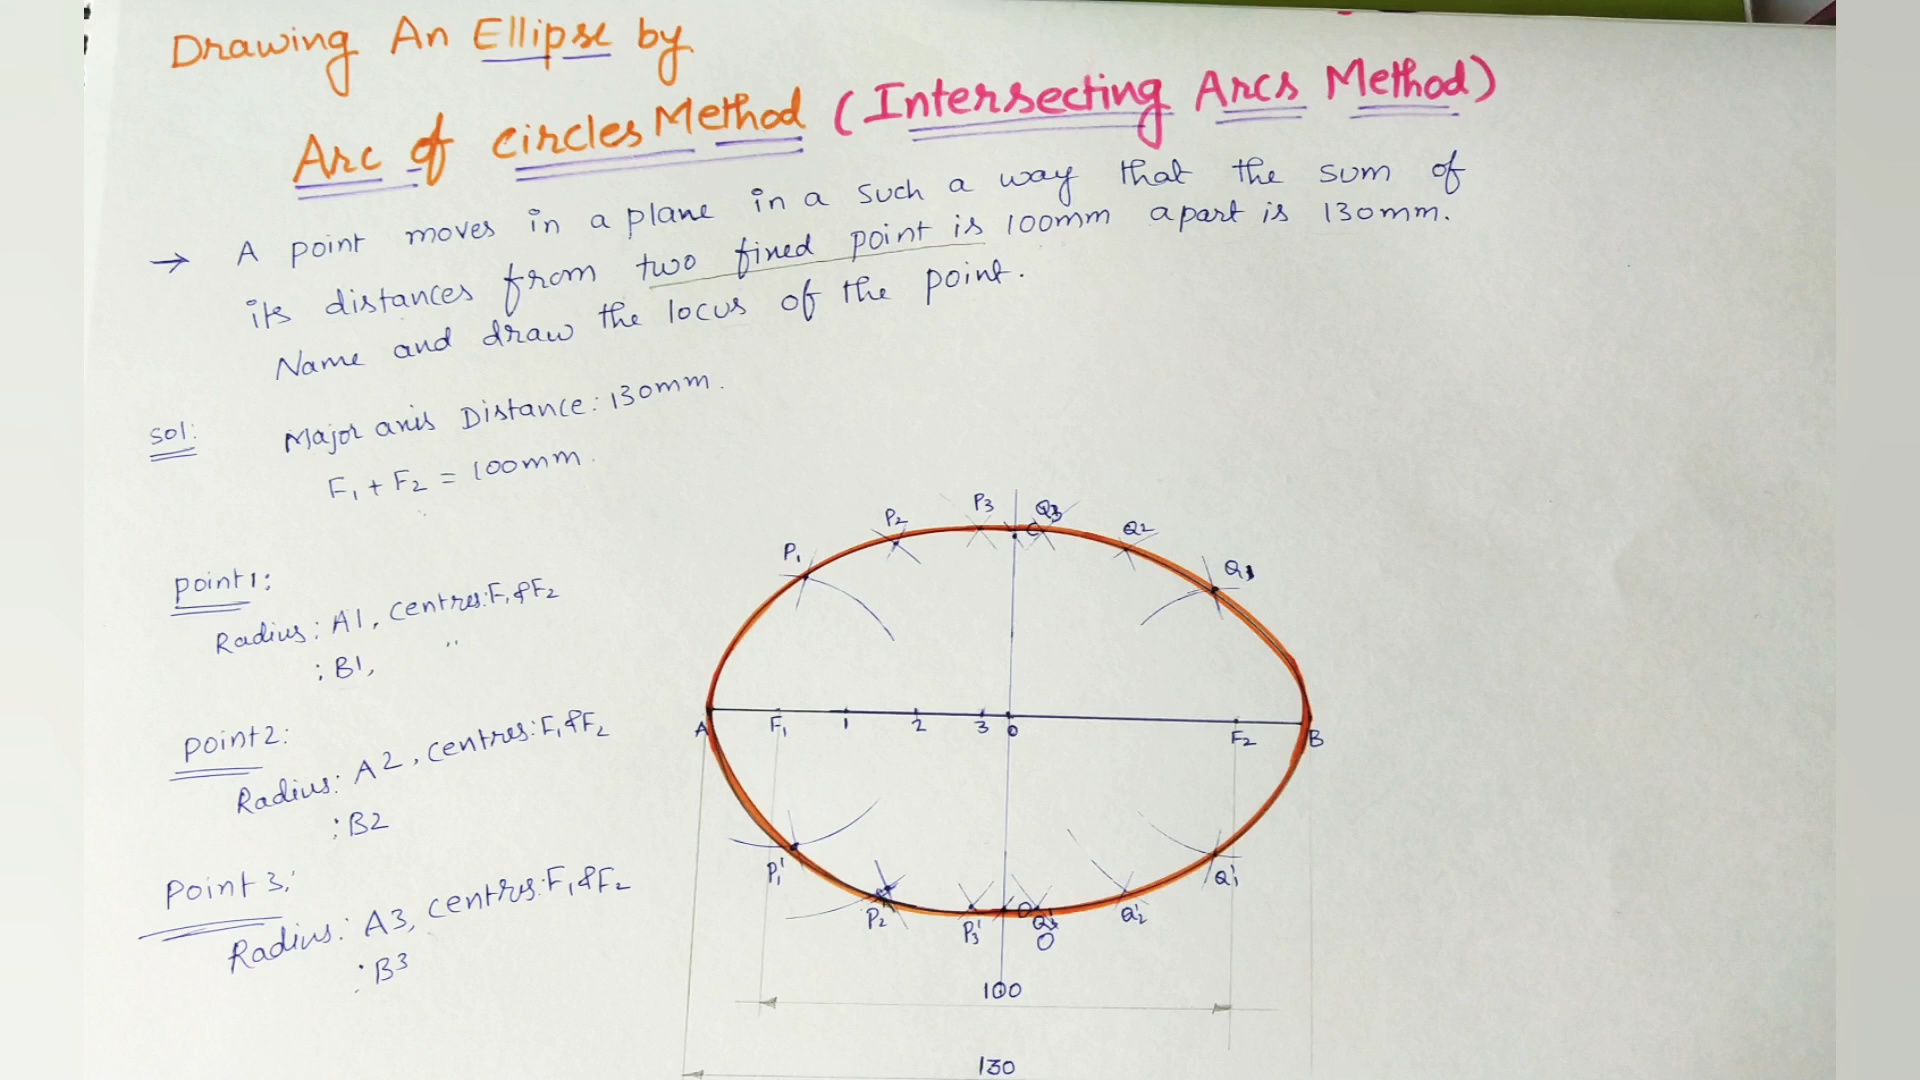 Drawing An Ellipse by
Arc of circles Method (Intersecting Arcs Method)
→ A point moves in a plane in a such a way that the sum of
its distances from two fixed point is 100mm apart is 130mm.
Name and draw the locus of the point.
Sol: Major axis Distance: 130mm.
F1 + F2 = 100mm.
Point 1:
Radius: A1, centres: F1 & F2
: B1, "
Point 2:
Radius: A2, centres: F1 & F2
: B2
Point 3:
Radius: A3, centres: F1 & F2
: B3
P1 P2 P3 C Q3 Q2 Q1
A F1 1 2 3 0 F2 B
P1' P2 P3' Q2' Q1'
100
130